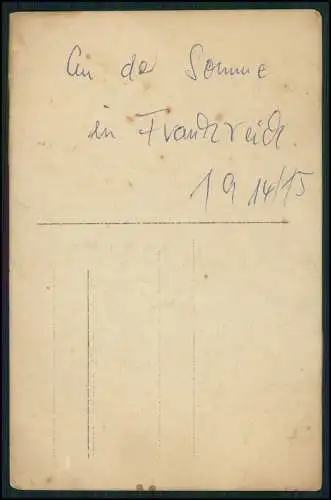 An der Somme
in Frankreich
1914/15